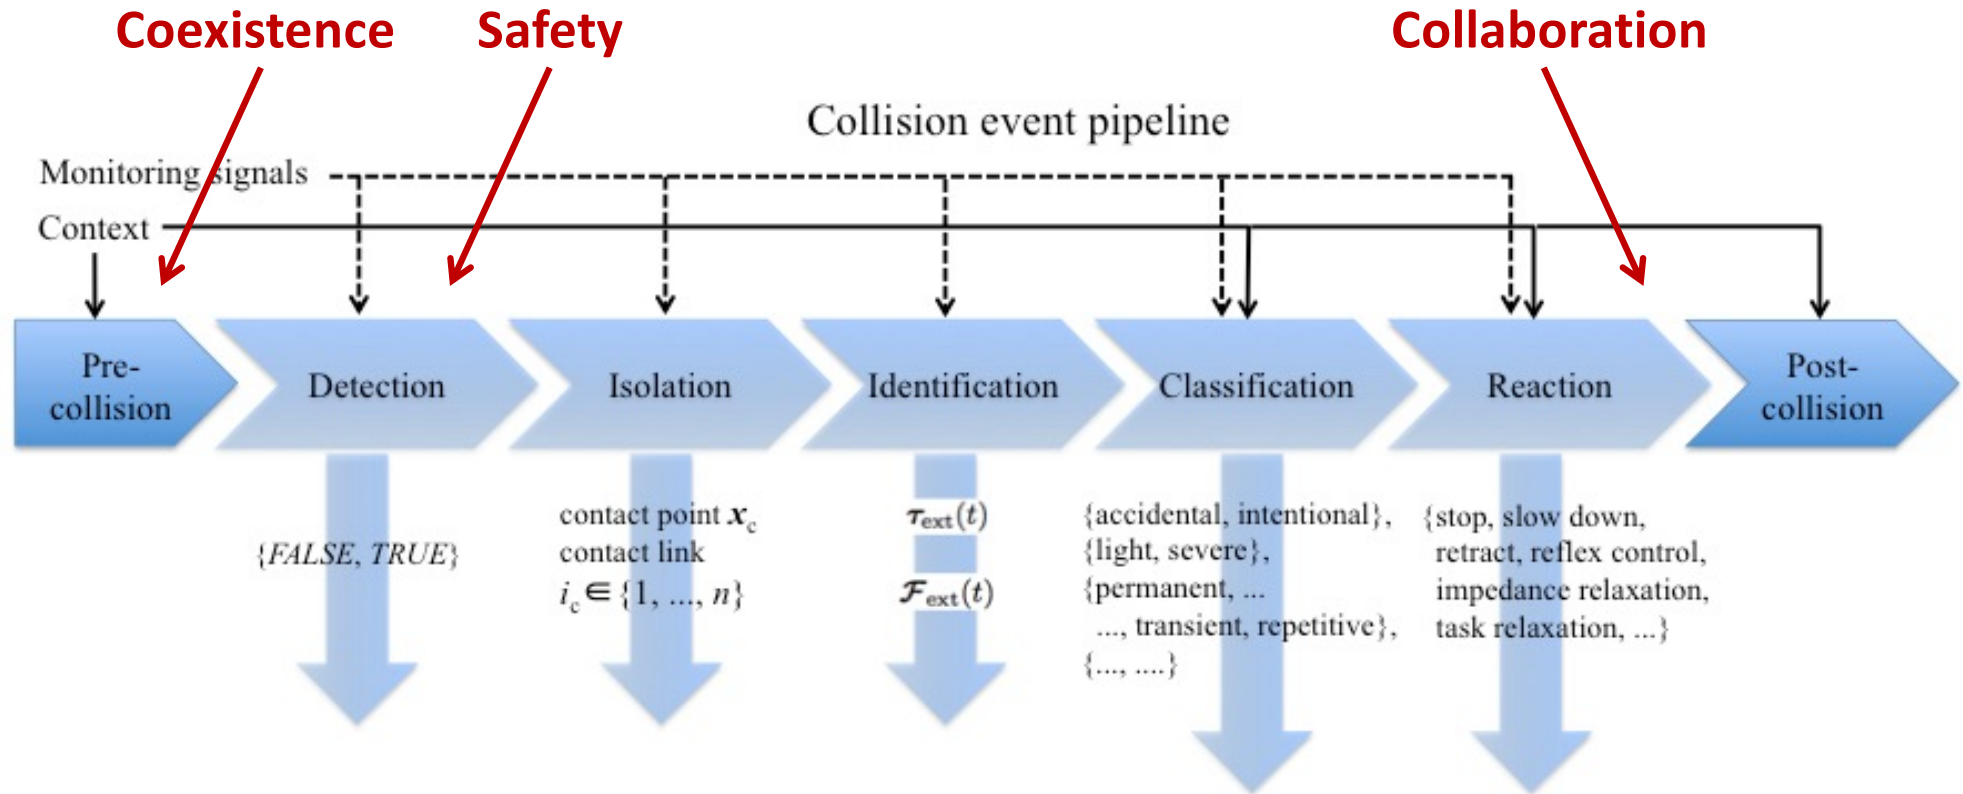 Coexistence
Safety
Collaboration
Collision event pipeline
Monitoring signals
Context
Pre-
collision
Detection
Isolation
Identification
Classification
Reaction
Post-
collision
{FALSE, TRUE}
contact point x_c
contact link
i_c ∈ {1, ..., n}
τ_ext(t)
F_ext(t)
{accidental, intentional},
{light, severe},
{permanent, ...
..., transient, repetitive},
{..., ....}
{stop, slow down,
retract, reflex control,
impedance relaxation,
task relaxation, ...}